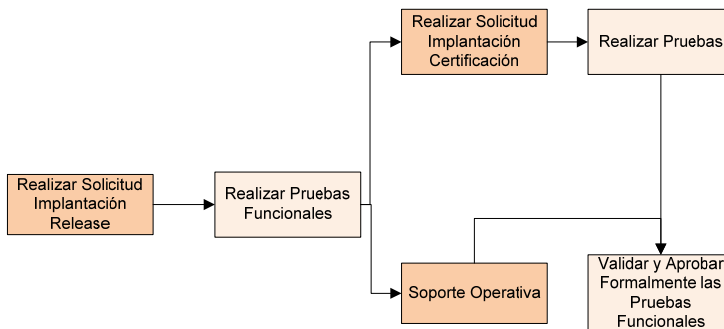 Realizar Solicitud
Implantación
Certificación
Realizar Pruebas
Realizar Solicitud
Implantación
Release
Realizar Pruebas
Funcionales
Soporte Operativa
Validar y Aprobar
Formalmente las
Pruebas
Funcionales